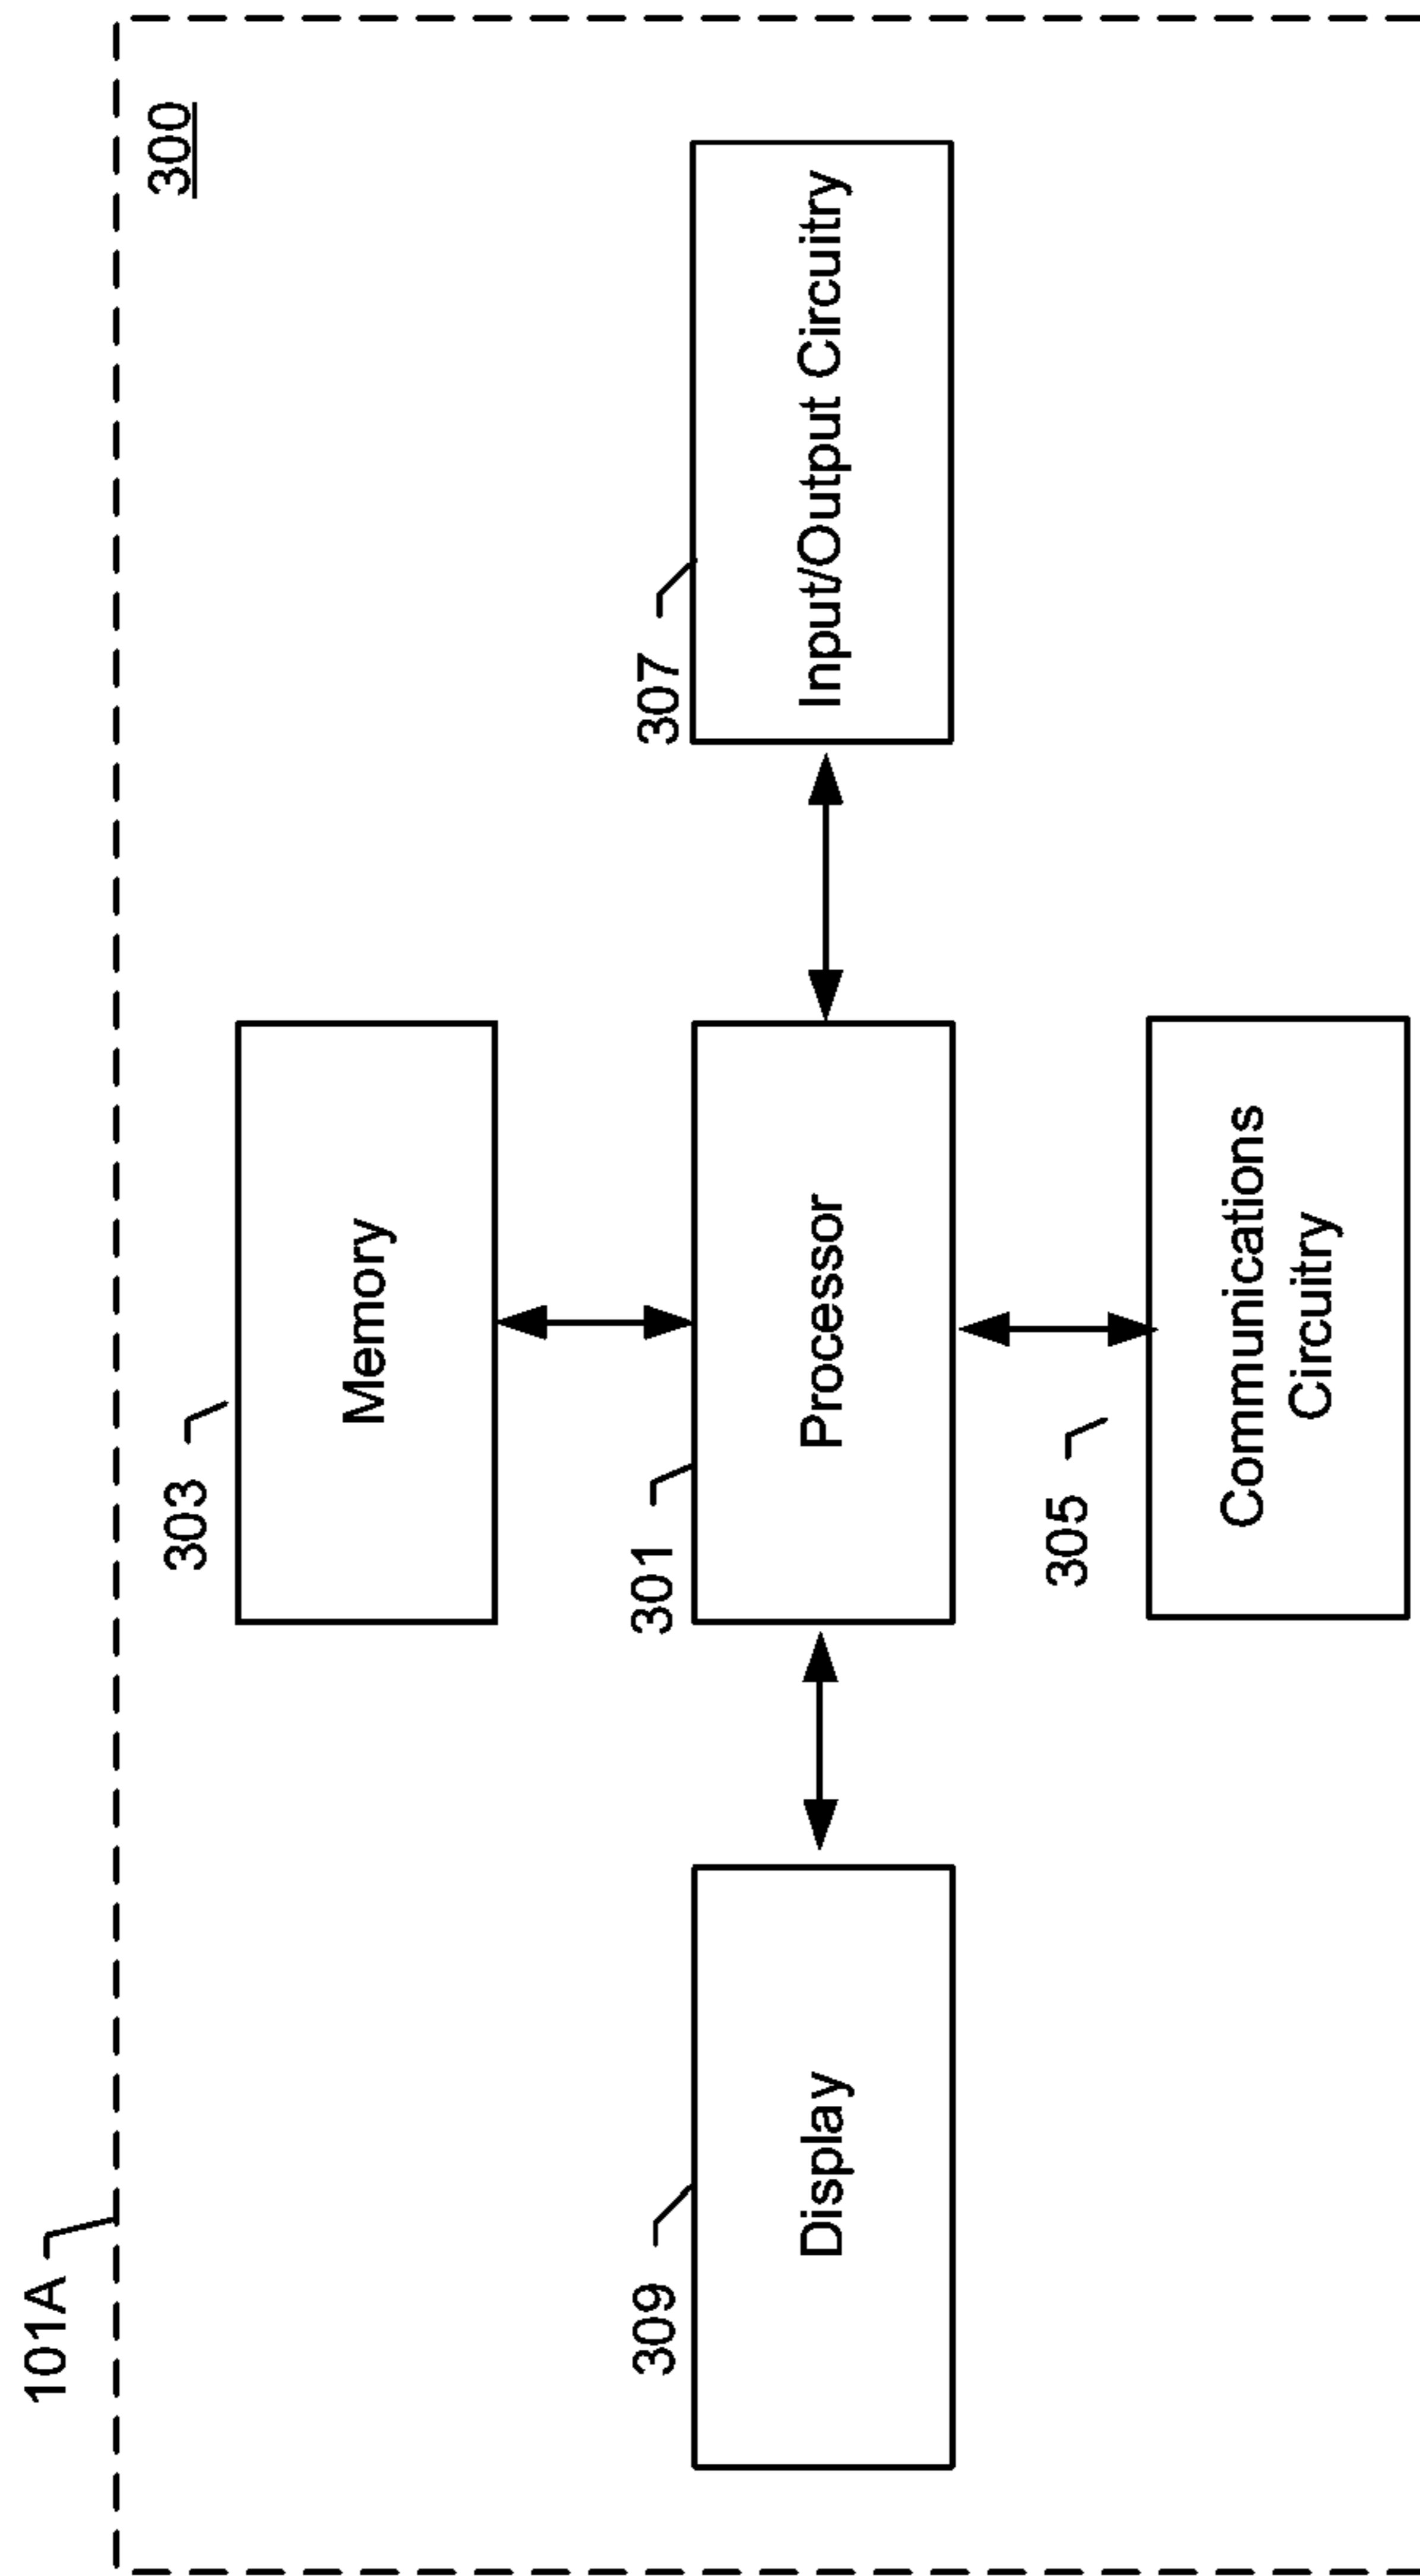 101A
300
303
Memory
309
Display
301
Processor
307
Input/Output Circuitry
305
Communications
Circuitry